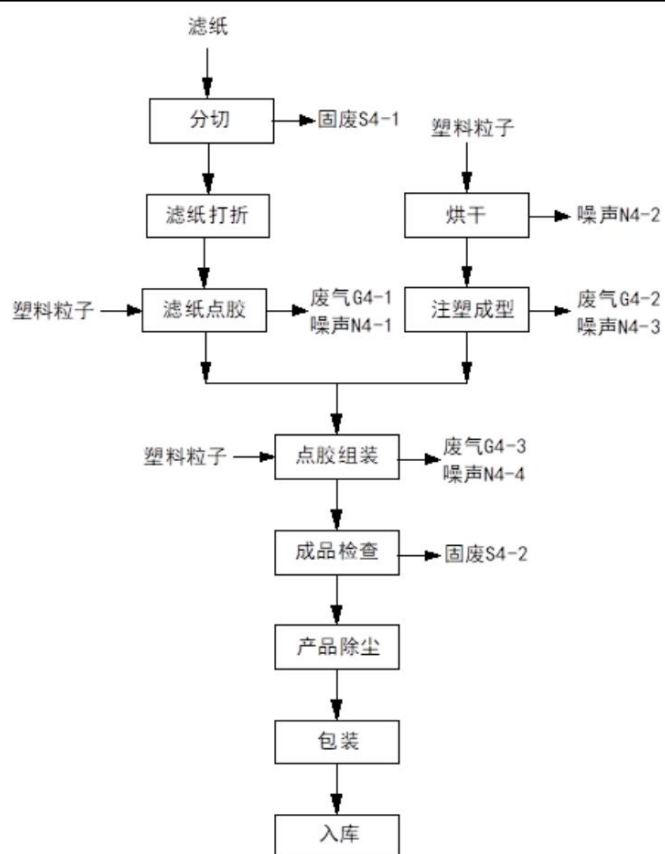 滤纸
分切
固废S4-1
塑料粒子
滤纸打折
烘干
噪声N4-2
塑料粒子
滤纸点胶
废气G4-1
噪声N4-1
注塑成型
废气G4-2
噪声N4-3
塑料粒子
点胶组装
废气G4-3
噪声N4-4
成品检查
固废S4-2
产品除尘
包装
入库